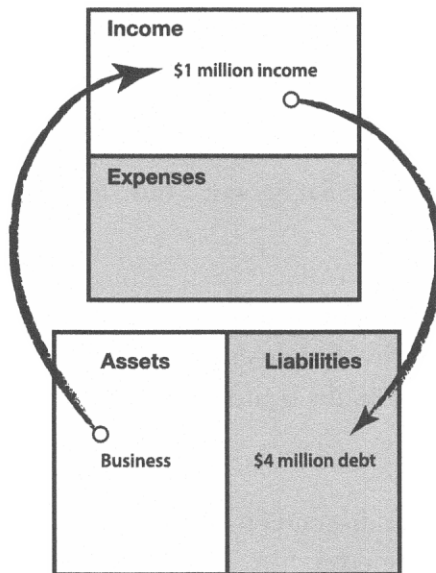 Income
$1 million income
Expenses
Assets
Liabilities
Business
$4 million debt